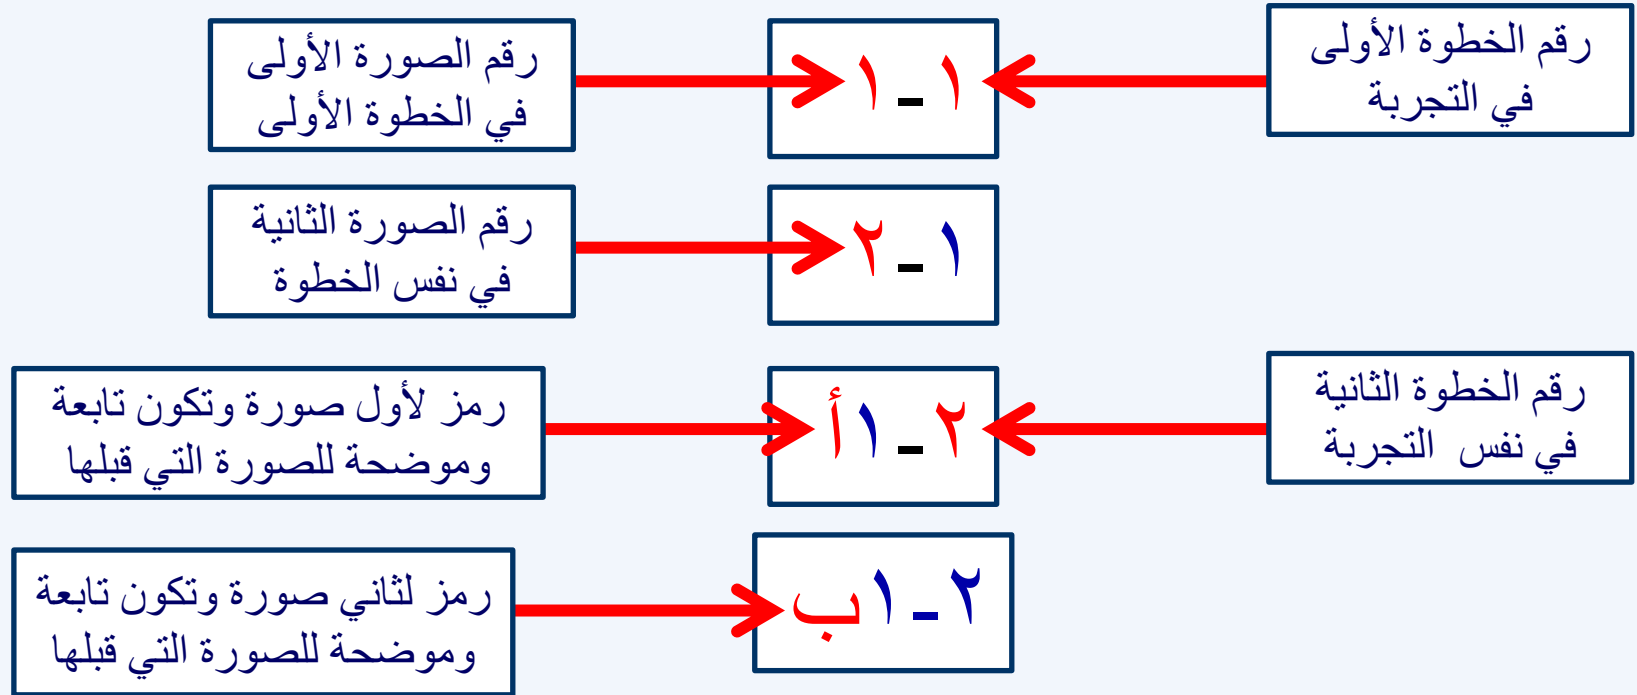 رقم الخطوة الأولى
في التجربة
١ - ١
رقم الصورة الأولى
في الخطوة الأولى
١ - ٢
رقم الصورة الثانية
في نفس الخطوة
رقم الخطوة الثانية
في نفس التجربة
٢ - ١أ
رمز لأول صورة وتكون تابعة
وموضحة للصورة التي قبلها
٢ - ١ب
رمز لثاني صورة وتكون تابعة
وموضحة للصورة التي قبلها